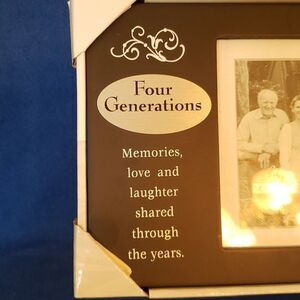 Four
Generations
Memories,
love and
laughter
shared
through
the years.